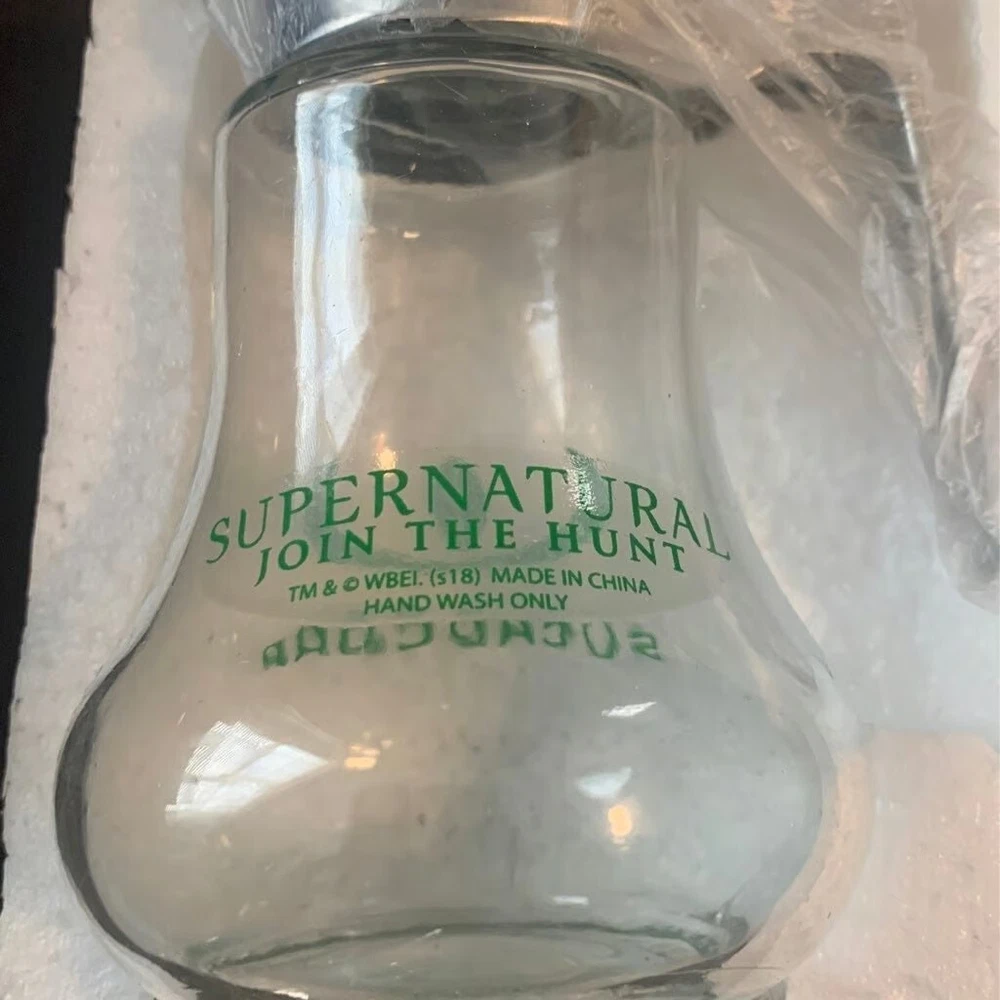 SUPERNATURAL
JOIN THE HUNT
TM & © WBEI. (s18) MADE IN CHINA
HAND WASH ONLY